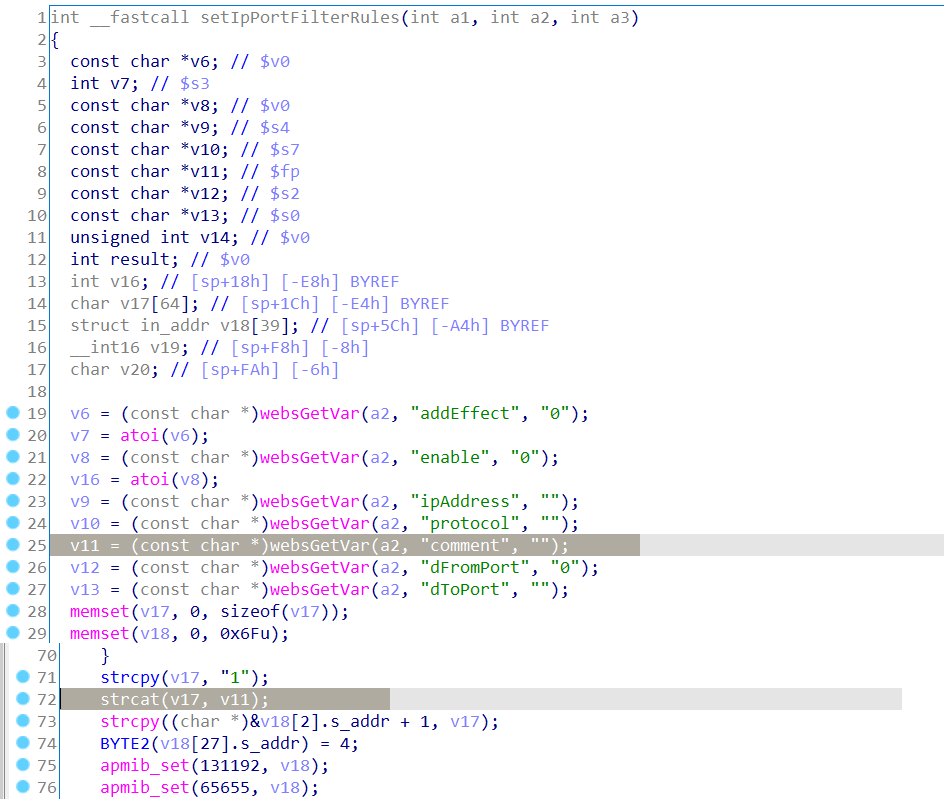 1 int __fastcall setIpPortFilterRules(int a1, int a2, int a3)
2 {
3 const char *v6; // $v0
4 int v7; // $s3
5 const char *v8; // $v0
6 const char *v9; // $s4
7 const char *v10; // $s7
8 const char *v11; // $fp
9 const char *v12; // $s2
10 const char *v13; // $s0
11 unsigned int v14; // $v0
12 int result; // $v0
13 int v16; // [sp+18h] [-E8h] BYREF
14 char v17[64]; // [sp+1Ch] [-E4h] BYREF
15 struct in_addr v18[39]; // [sp+5Ch] [-A4h] BYREF
16 __int16 v19; // [sp+F8h] [-8h]
17 char v20; // [sp+FAh] [-6h]
18
19 v6 = (const char *)websGetVar(a2, "addEffect", "0");
20 v7 = atoi(v6);
21 v8 = (const char *)websGetVar(a2, "enable", "0");
22 v16 = atoi(v8);
23 v9 = (const char *)websGetVar(a2, "ipAddress", "");
24 v10 = (const char *)websGetVar(a2, "protocol", "");
25 v11 = (const char *)websGetVar(a2, "comment", "");
26 v12 = (const char *)websGetVar(a2, "dFromPort", "0");
27 v13 = (const char *)websGetVar(a2, "dToPort", "");
28 memset(v17, 0, sizeof(v17));
29 memset(v18, 0, 0x6Fu);
70 }
71 strcpy(v17, "1");
72 strcat(v17, v11);
73 strcpy((char *)&v18[2].s_addr + 1, v17);
74 BYTE2(v18[27].s_addr) = 4;
75 apmib_set(131192, v18);
76 apmib_set(65655, v18);